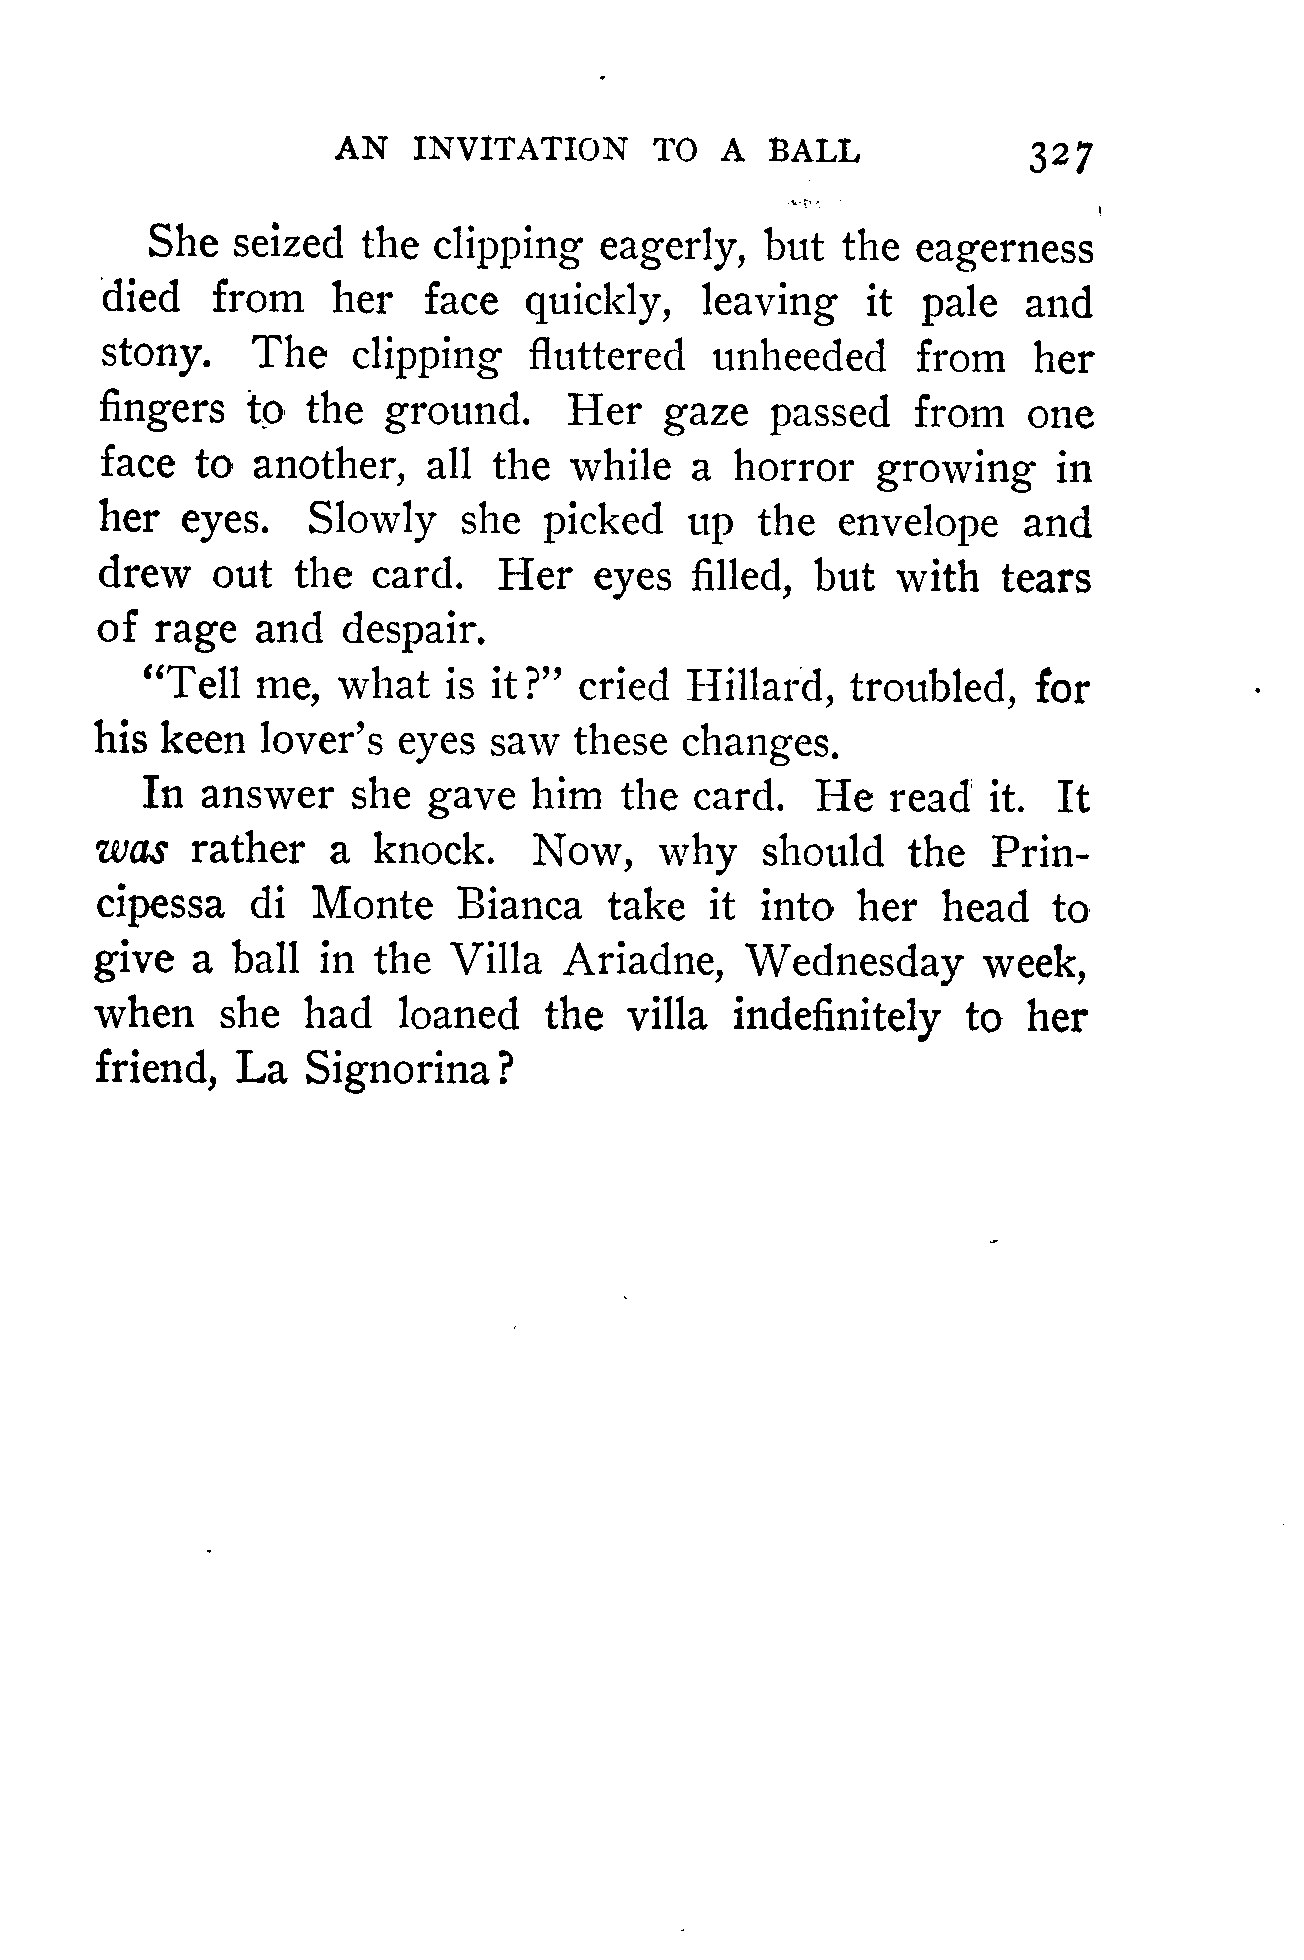 AN INVITATION TO A BALL 327
She seized the clipping eagerly, but the eagerness
died from her face quickly, leaving it pale and
stony. The clipping fluttered unheeded from her
fingers to the ground. Her gaze passed from one
face to another, all the while a horror growing in
her eyes. Slowly she picked up the envelope and
drew out the card. Her eyes filled, but with tears
of rage and despair.
“Tell me, what is it?” cried Hillard, troubled, for
his keen lover’s eyes saw these changes.
In answer she gave him the card. He read it. It
was rather a knock. Now, why should the Prin-
cipessa di Monte Bianca take it into her head to
give a ball in the Villa Ariadne, Wednesday week,
when she had loaned the villa indefinitely to her
friend, La Signorina?